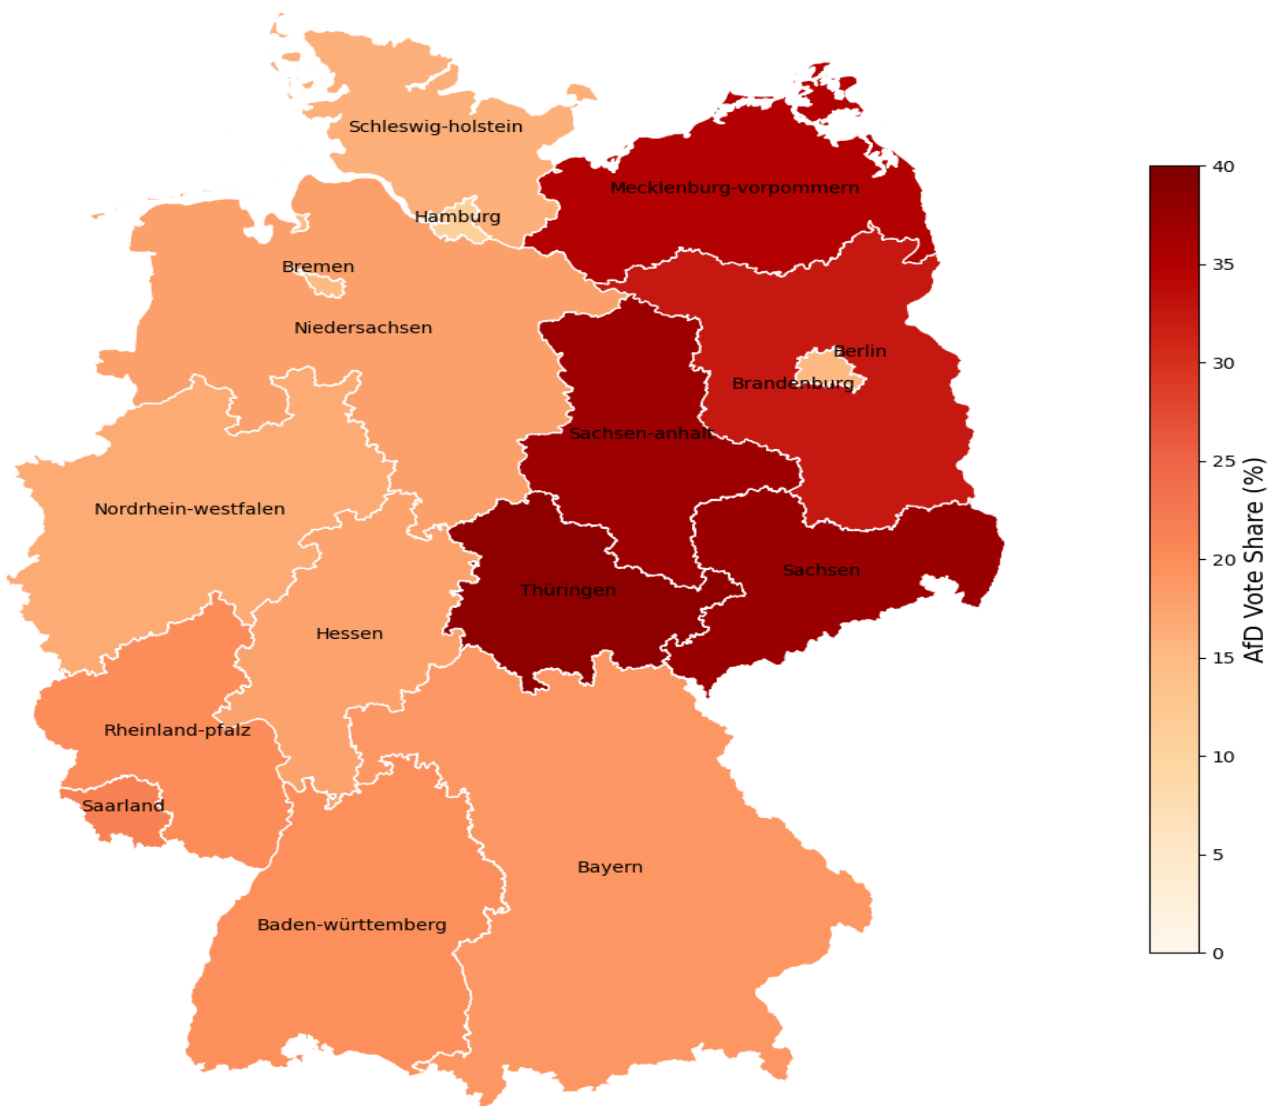 Schleswig-holstein
Mecklenburg-vorpommern
Hamburg
Bremen
Niedersachsen
Berlin
Brandenburg
Sachsen-anhalt
Nordrhein-westfalen
Sachsen
Thüringen
Hessen
Rheinland-pfalz
Saarland
Bayern
Baden-württemberg
40
35
30
25
20
15
10
5
0
AfD Vote Share (%)